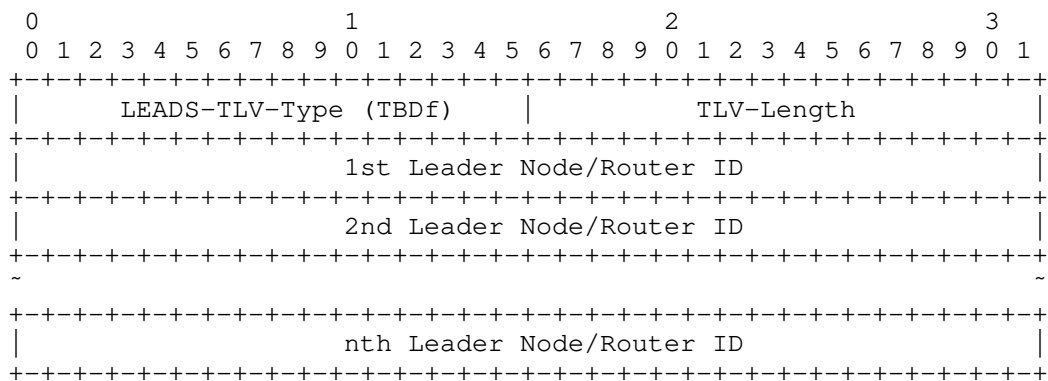 0                   1                   2                   3
 0 1 2 3 4 5 6 7 8 9 0 1 2 3 4 5 6 7 8 9 0 1 2 3 4 5 6 7 8 9 0 1
+-+-+-+-+-+-+-+-+-+-+-+-+-+-+-+-+-+-+-+-+-+-+-+-+-+-+-+-+-+-+-+-+
|      LEADS-TLV-Type (TBDf)    |          TLV-Length           |
+-+-+-+-+-+-+-+-+-+-+-+-+-+-+-+-+-+-+-+-+-+-+-+-+-+-+-+-+-+-+-+-+
|                    1st Leader Node/Router ID                  |
+-+-+-+-+-+-+-+-+-+-+-+-+-+-+-+-+-+-+-+-+-+-+-+-+-+-+-+-+-+-+-+-+
|                    2nd Leader Node/Router ID                  |
+-+-+-+-+-+-+-+-+-+-+-+-+-+-+-+-+-+-+-+-+-+-+-+-+-+-+-+-+-+-+-+-+
~                                                               ~
+-+-+-+-+-+-+-+-+-+-+-+-+-+-+-+-+-+-+-+-+-+-+-+-+-+-+-+-+-+-+-+-+
|                    nth Leader Node/Router ID                  |
+-+-+-+-+-+-+-+-+-+-+-+-+-+-+-+-+-+-+-+-+-+-+-+-+-+-+-+-+-+-+-+-+